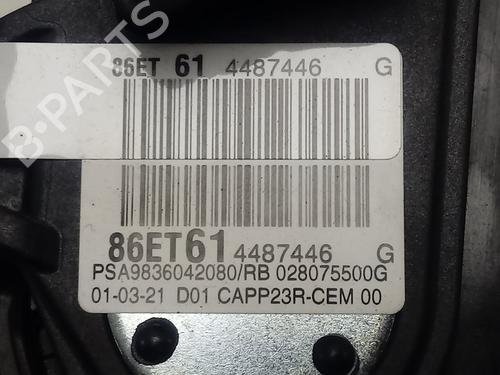 86ET 61 4487446 G
B-PARTS
86ET61 4487446 G
PSA9836042080/RB 028075500G
01-03-21 D01 CAPP23R-CEM 00